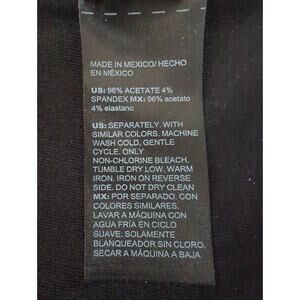 MADE IN MEXICO/ HECHO
EN MÉXICO
US: 96% ACETATE 4%
SPANDEX MX: 96% acetato
4% elastano
US: SEPARATELY. WITH
SIMILAR COLORS. MACHINE
WASH COLD, GENTLE
CYCLE. ONLY
NON-CHLORINE BLEACH.
TUMBLE DRY LOW. WARM
IRON. IRON ON REVERSE
SIDE. DO NOT DRY CLEAN
MX: POR SEPARADO. CON
COLORES SIMILARES.
LAVAR A MÁQUINA CON
AGUA FRÍA EN CICLO
SUAVE. SOLAMENTE
BLANQUEADOR SIN CLORO.
SECAR A MÁQUINA A BAJA